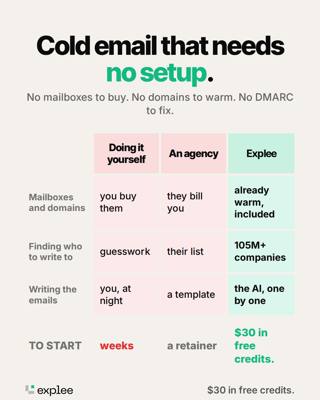 Cold email that needs
no setup.
No mailboxes to buy. No domains to warm. No DMARC
to fix.
Doing it
yourself
An agency
Explee
Mailboxes
and domains
you buy
them
they bill
you
already
warm,
included
Finding who
to write to
guesswork
their list
105M+
companies
Writing the
emails
you, at
night
a template
the AI, one
by one
TO START
weeks
a retainer
$30 in
free
credits.
explee
$30 in free credits.